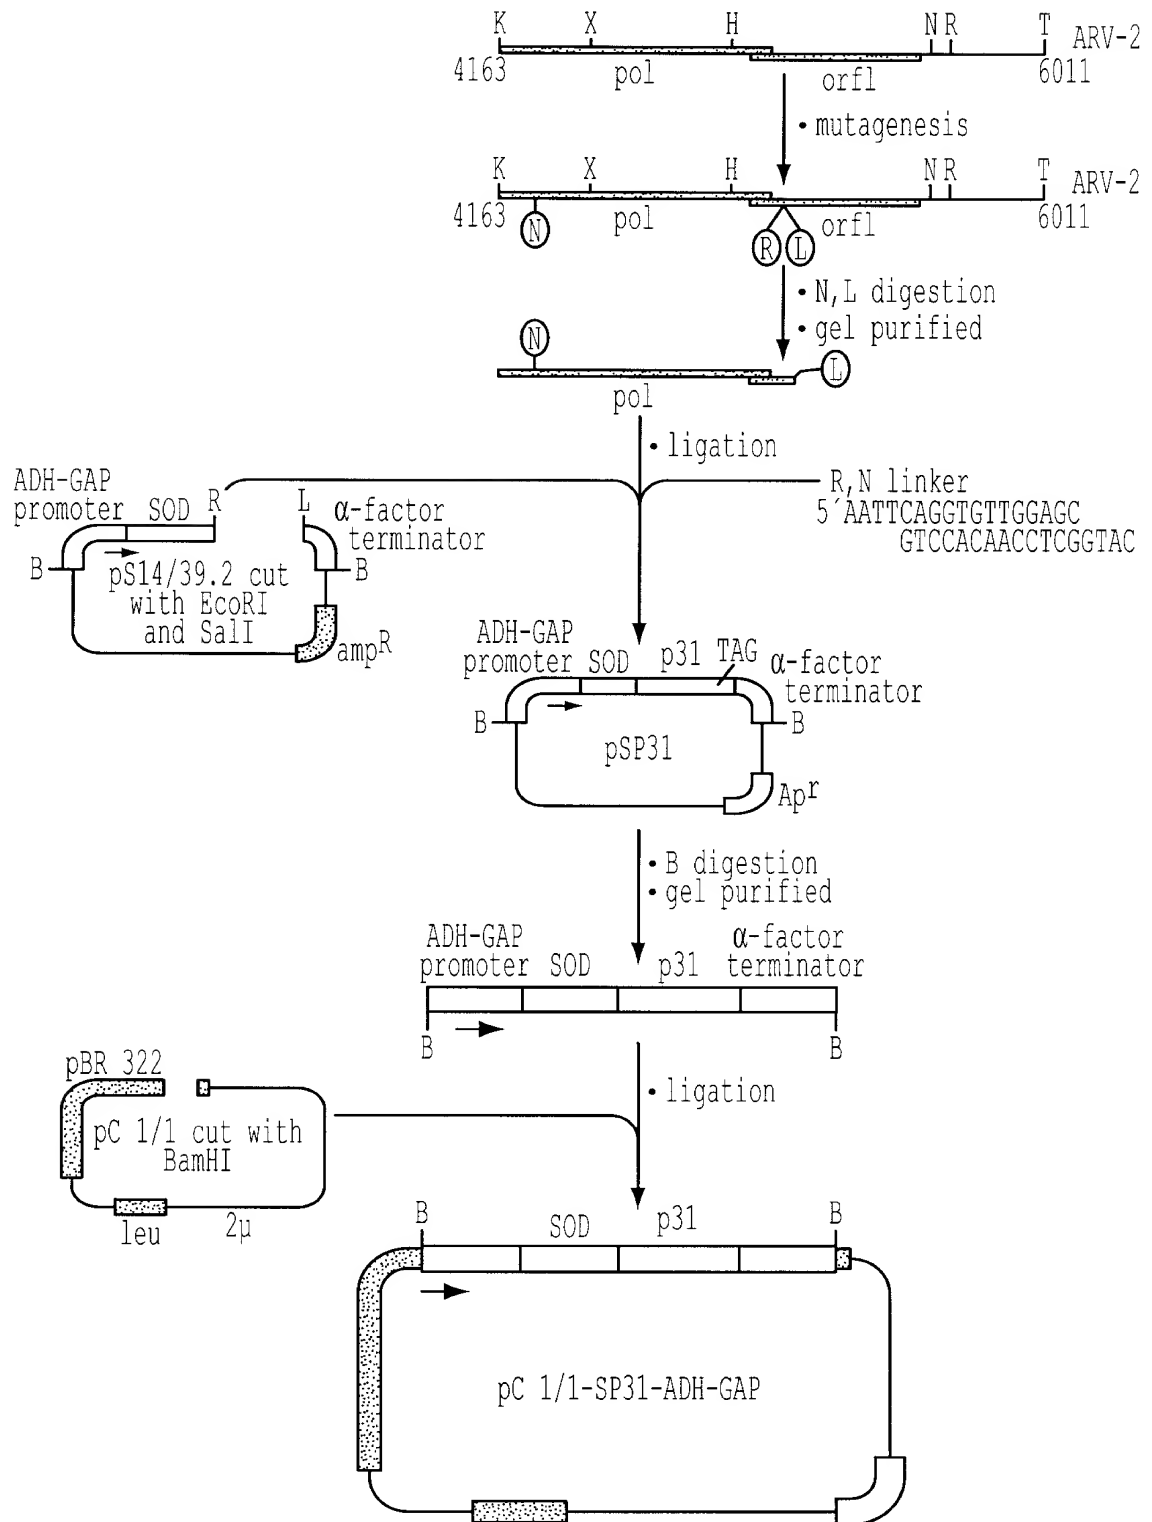 K X H N R T ARV-2
4163 pol orfl 6011
• mutagenesis
K X H N R T ARV-2
4163 N pol R L orfl 6011
• N,L digestion
• gel purified
N
L
pol
• ligation
ADH-GAP
promoter SOD R L α-factor
terminator
R,N linker
5´AATTCAGGTGTTGGAGC
GTCCACAACCTCGGTAC
B B
pS14/39.2 cut
with EcoRI
and SalI
ampR
ADH-GAP
promoter SOD p31 TAG α-factor
terminator
B B
pSP31
Apr
• B digestion
• gel purified
ADH-GAP
promoter SOD p31 α-factor
terminator
B B
pBR 322
• ligation
pC 1/1 cut with
BamHI
leu 2μ
B SOD p31 B
pC 1/1-SP31-ADH-GAP